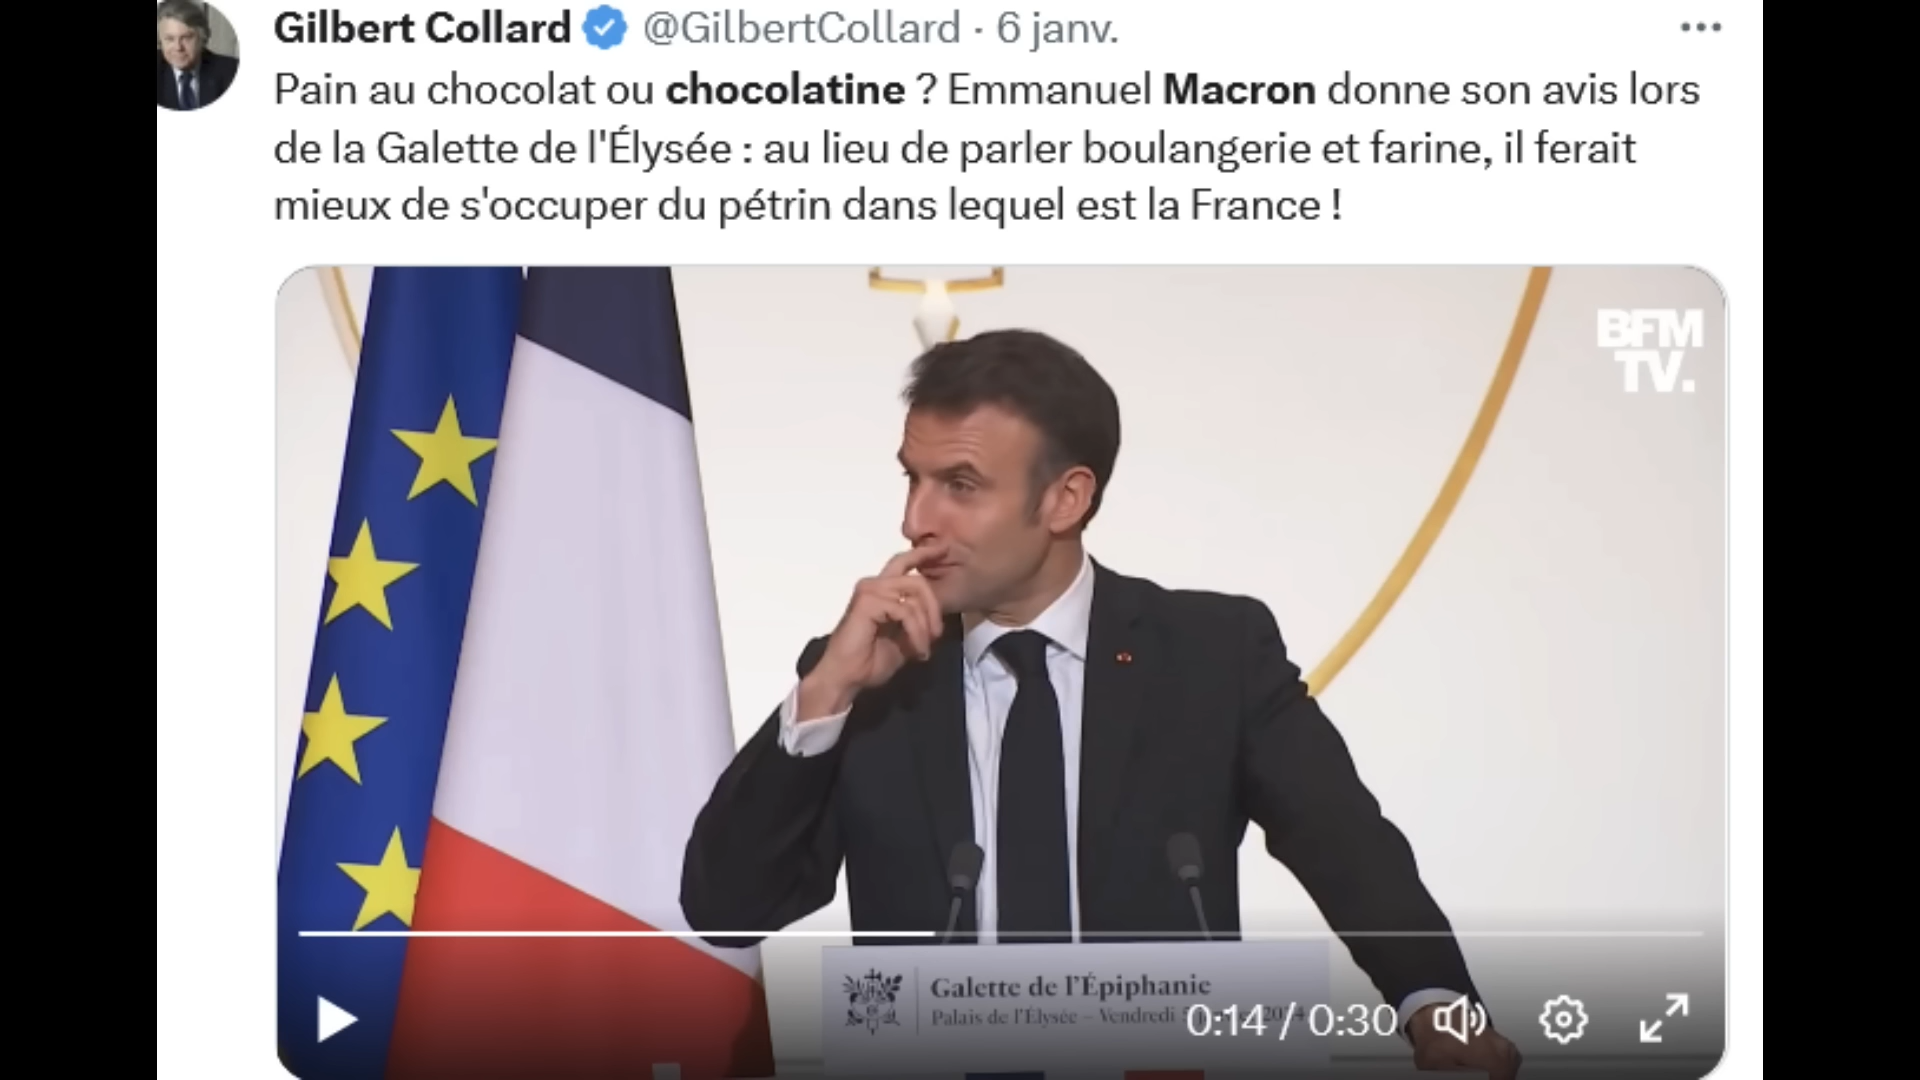 Gilbert Collard @GilbertCollard · 6 janv.
Pain au chocolat ou chocolatine ? Emmanuel Macron donne son avis lors
de la Galette de l'Élysée : au lieu de parler boulangerie et farine, il ferait
mieux de s'occuper du pétrin dans lequel est la France !
BFM
TV.
Galette de l'Épiphanie
Palais de l'Élysée – Vendredi
0:14 / 0:30